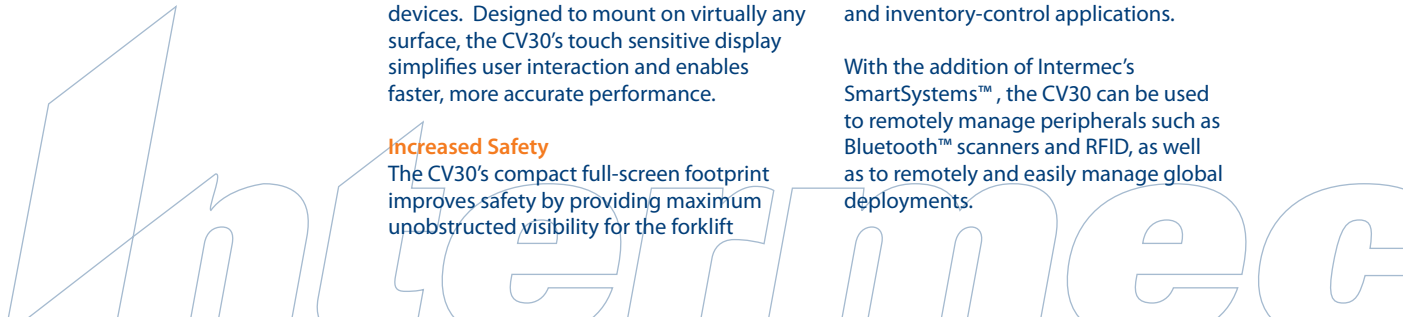 devices.  Designed to mount on virtually any
surface, the CV30's touch sensitive display
simplifies user interaction and enables
faster, more accurate performance.
Increased Safety
The CV30's compact full-screen footprint
improves safety by providing maximum
unobstructed visibility for the forklift
and inventory-control applications.
With the addition of Intermec's
SmartSystems™ , the CV30 can be used
to remotely manage peripherals such as
Bluetooth™ scanners and RFID, as well
as to remotely and easily manage global
deployments.
Intermec